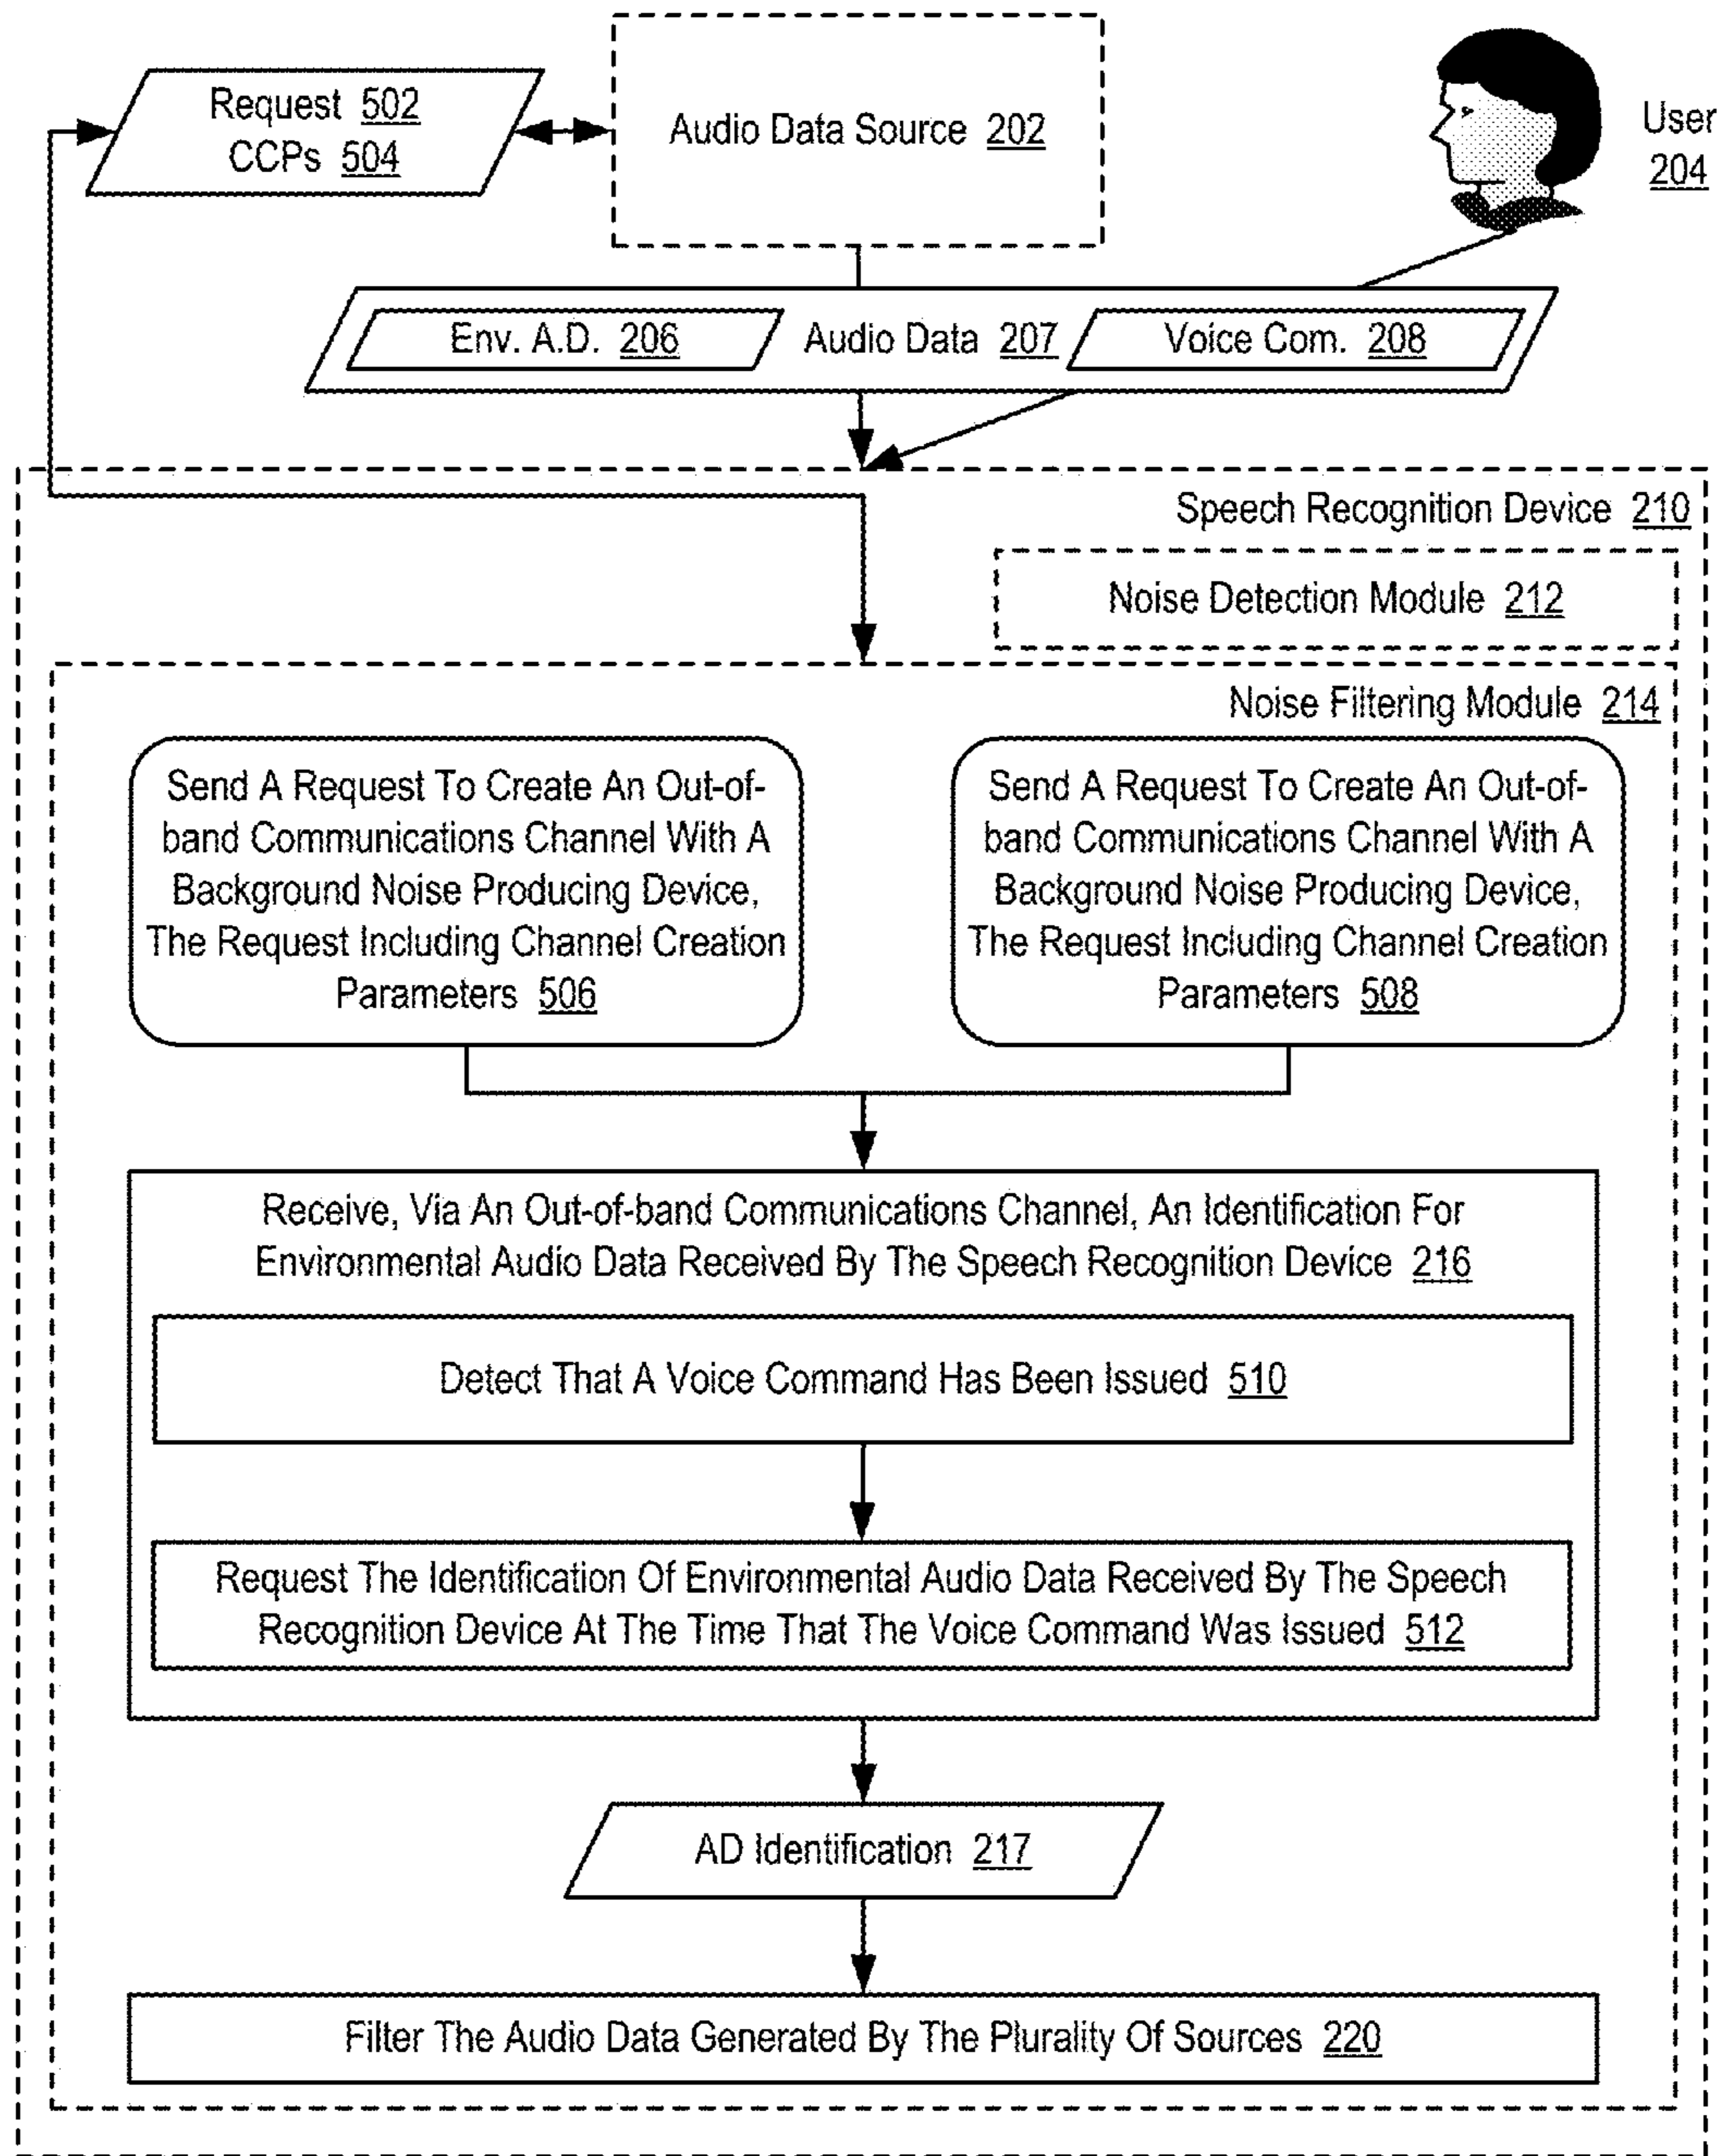 Request 502
CCPs 504
Audio Data Source 202
User
204
Env. A.D. 206
Audio Data 207
Voice Com. 208
Speech Recognition Device 210
Noise Detection Module 212
Noise Filtering Module 214
Send A Request To Create An Out-of-
band Communications Channel With A
Background Noise Producing Device,
The Request Including Channel Creation
Parameters 506
Send A Request To Create An Out-of-
band Communications Channel With A
Background Noise Producing Device,
The Request Including Channel Creation
Parameters 508
Receive, Via An Out-of-band Communications Channel, An Identification For
Environmental Audio Data Received By The Speech Recognition Device 216
Detect That A Voice Command Has Been Issued 510
Request The Identification Of Environmental Audio Data Received By The Speech
Recognition Device At The Time That The Voice Command Was Issued 512
AD Identification 217
Filter The Audio Data Generated By The Plurality Of Sources 220